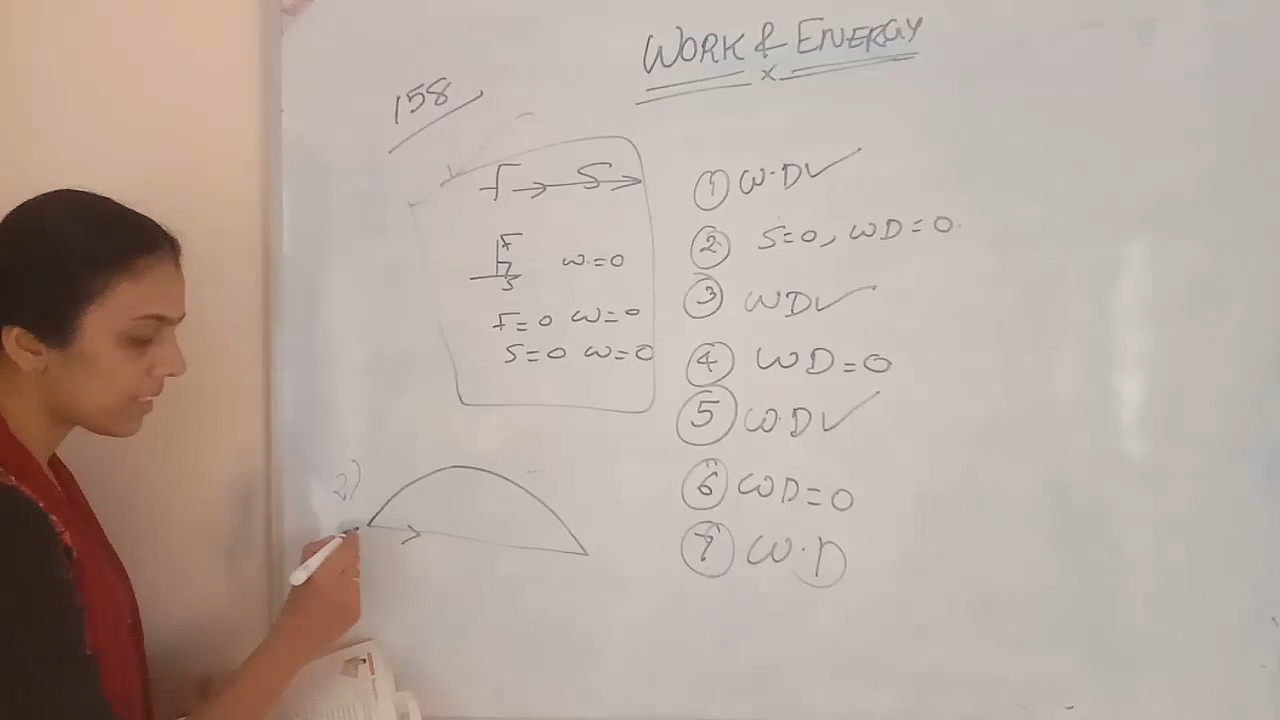 WORK & ENERGY
x
158
F S
F
S
W=0
F=0 W=0
S=0 W=0
① W.D✓
② S=0, WD=0.
③ WD✓
④ WD=0
⑤ W.D✓
⑥ WD=0
⑦ W.D
2)